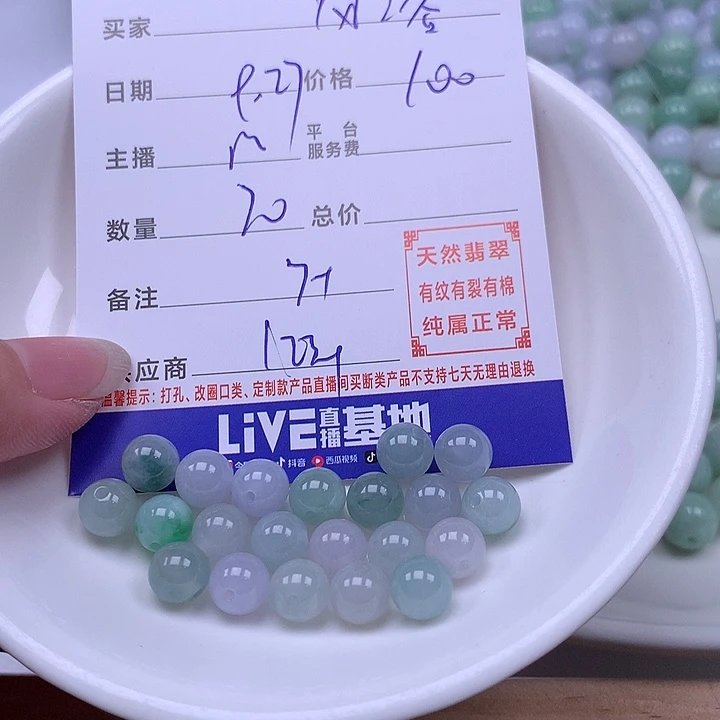 买家
日期 9.27 价格 100
主播 m 平台服务费
数量 20 总价
备注 7+
供应商
天然翡翠
有纹有裂有棉
纯属正常
温馨提示：打孔、改圈口类、定制款产品直播间买断类产品不支持七天无理由退换
LiVE直播基地
抖音 西瓜视频